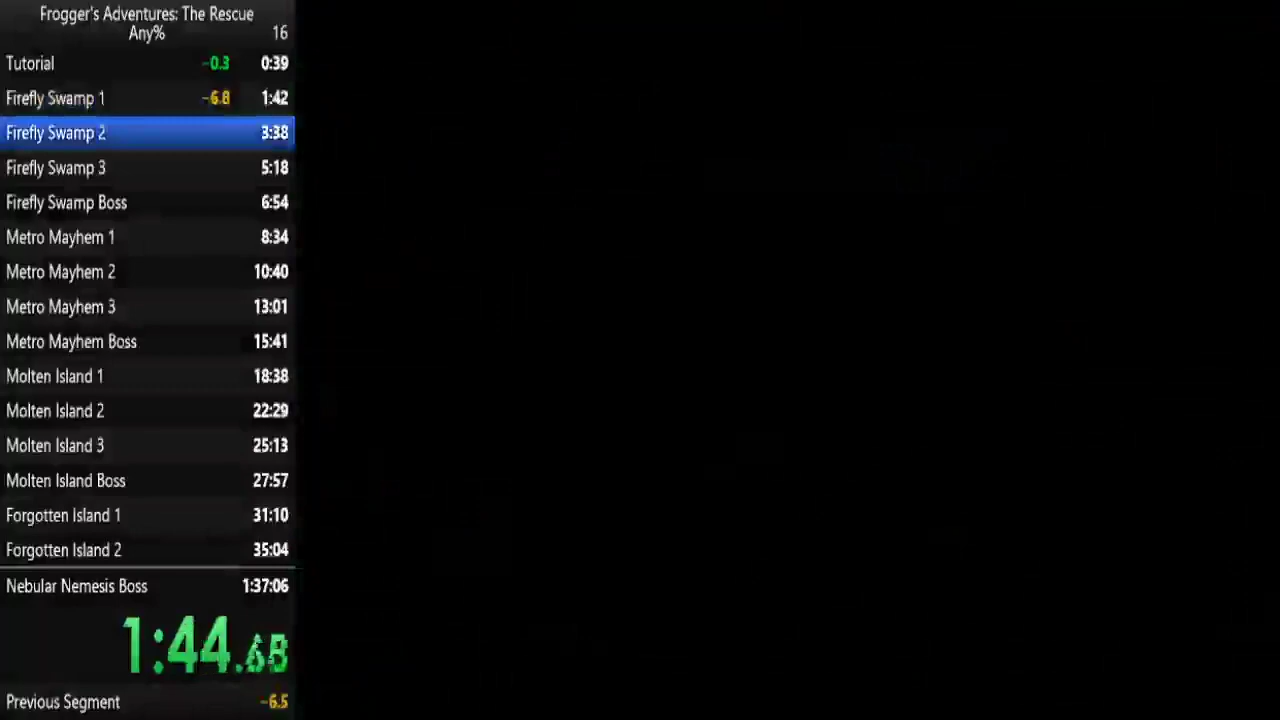 Frogger's Adventures: The Rescue
Any% 16
Tutorial -0.3 0:39
Firefly Swamp 1 -6.8 1:42
Firefly Swamp 2 3:38
Firefly Swamp 3 5:18
Firefly Swamp Boss 6:54
Metro Mayhem 1 8:34
Metro Mayhem 2 10:40
Metro Mayhem 3 13:01
Metro Mayhem Boss 15:41
Molten Island 1 18:38
Molten Island 2 22:29
Molten Island 3 25:13
Molten Island Boss 27:57
Forgotten Island 1 31:10
Forgotten Island 2 35:04
Nebular Nemesis Boss 1:37:06
1:44.68
Previous Segment -6.5